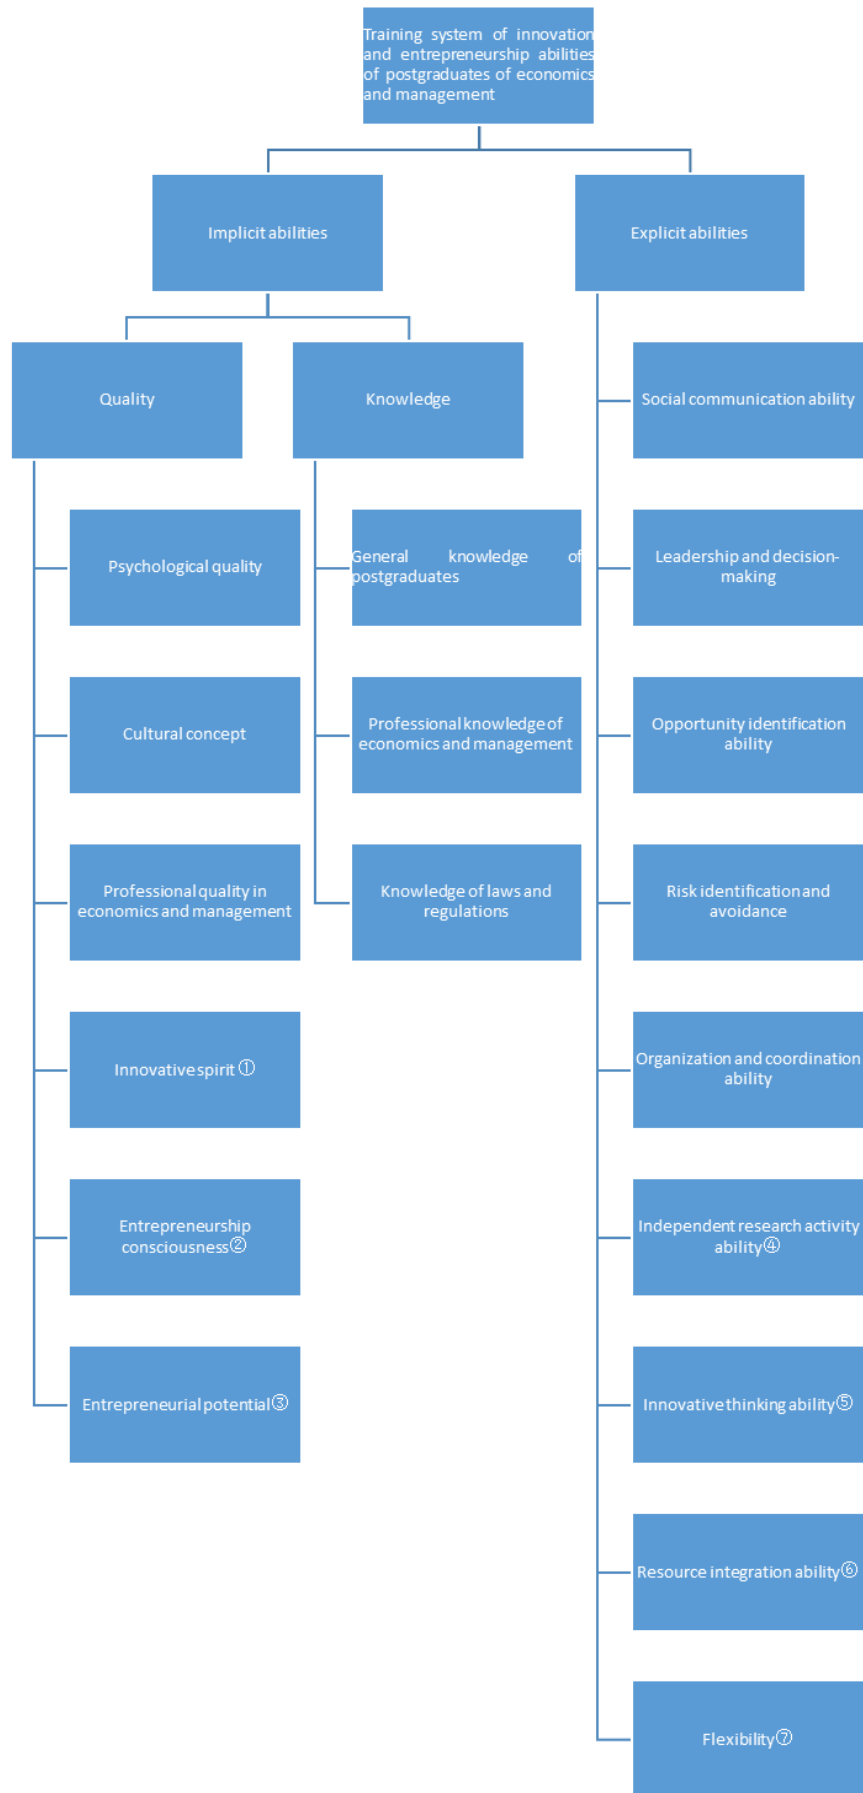 Training system of innovation
and entrepreneurship abilities
of postgraduates of economics
and management
Implicit abilities
Explicit abilities
Quality
Knowledge
Social communication ability
Psychological quality
General knowledge of
postgraduates
Leadership and decision-
making
Cultural concept
Professional knowledge of
economics and management
Opportunity identification
ability
Professional quality in
economics and management
Knowledge of laws and
regulations
Risk identification and
avoidance
Innovative spirit ①
Organization and coordination
ability
Entrepreneurship
consciousness②
Independent research activity
ability④
Entrepreneurial potential③
Innovative thinking ability⑤
Resource integration ability⑥
Flexibility⑦